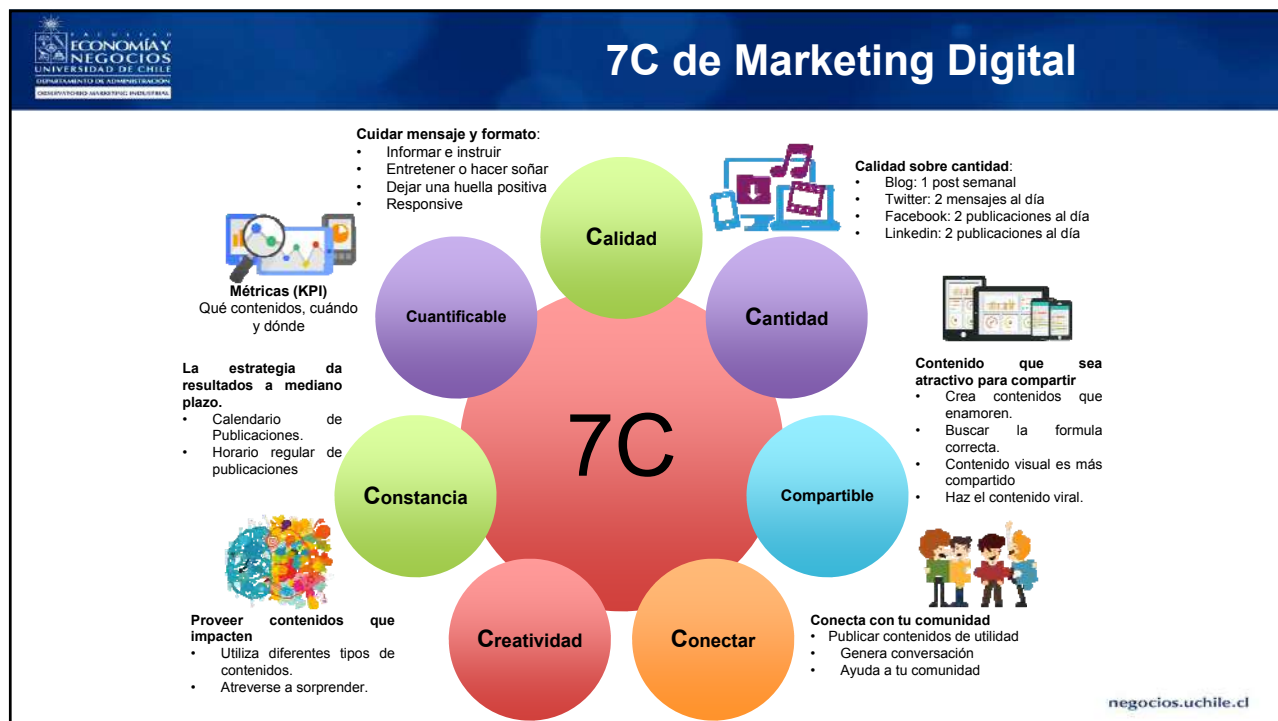 FACULTAD
ECONOMÍA Y
NEGOCIOS
UNIVERSIDAD DE CHILE
DEPARTAMENTO DE ADMINISTRACIÓN
OBSERVATORIO MARKETING INDUSTRIAL
7C de Marketing Digital
Cuidar mensaje y formato:
• Informar e instruir
• Entretener o hacer soñar
• Dejar una huella positiva
• Responsive
Calidad
Calidad sobre cantidad:
• Blog: 1 post semanal
• Twitter: 2 mensajes al día
• Facebook: 2 publicaciones al día
• Linkedin: 2 publicaciones al día
Cantidad
Contenido que sea
atractivo para compartir
• Crea contenidos que
enamoren.
• Buscar la formula
correcta.
• Contenido visual es más
compartido
• Haz el contenido viral.
Compartible
Conecta con tu comunidad
• Publicar contenidos de utilidad
• Genera conversación
• Ayuda a tu comunidad
Conectar
Creatividad
Proveer contenidos que
impacten
• Utiliza diferentes tipos de
contenidos.
• Atreverse a sorprender.
Constancia
La estrategia da
resultados a mediano
plazo.
• Calendario de
Publicaciones.
• Horario regular de
publicaciones
Cuantificable
Métricas (KPI)
Qué contenidos, cuándo
y dónde
7C
negocios.uchile.cl